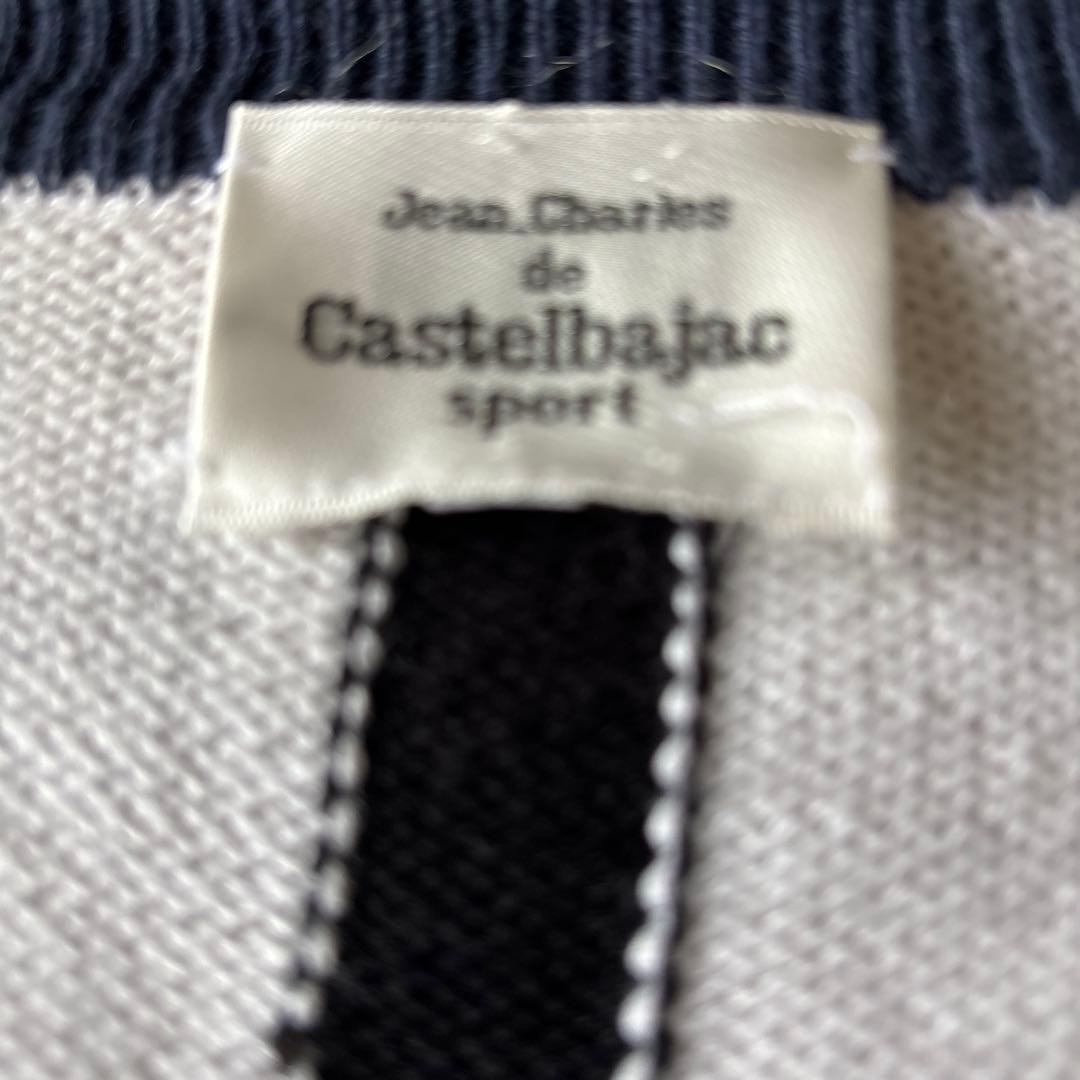 Jean.Charles
de
Castelbajac
sport